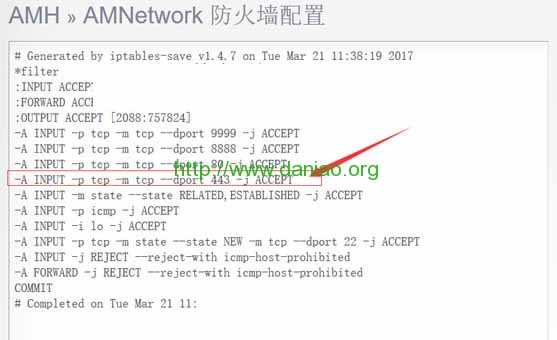 AMH » AMNetwork 防火墙配置
# Generated by iptables-save v1.4.7 on Tue Mar 21 11:38:19 2017
*filter
:INPUT ACCEPT
:FORWARD ACC
:OUTPUT ACCEPT [2088:757824]
-A INPUT -p tcp -m tcp --dport 9999 -j ACCEPT
-A INPUT -p tcp -m tcp --dport 8888 -j ACCEPT
-A INPUT -p tcp -m tcp --dport 80 -j ACCEPT
http://www.daniao.org
-A INPUT -p tcp -m tcp --dport 443 -j ACCEPT
-A INPUT -m state --state RELATED,ESTABLISHED -j ACCEPT
-A INPUT -p icmp -j ACCEPT
-A INPUT -i lo -j ACCEPT
-A INPUT -p tcp -m state --state NEW -m tcp --dport 22 -j ACCEPT
-A INPUT -j REJECT --reject-with icmp-host-prohibited
-A FORWARD -j REJECT --reject-with icmp-host-prohibited
COMMIT
# Completed on Tue Mar 21 11: